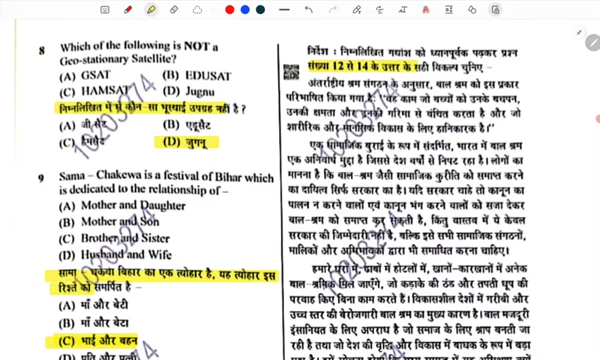 8 Which of the following is NOT a
Geo-stationary Satellite?
(A) GSAT (B) EDUSAT
(C) HAMSAT (D) Jugnu
निम्नलिखित में से कौन-सा भूस्थाई उपग्रह नहीं है ?
(A) जी.सैट (B) एडूसैट
(C) हैमसैट (D) जुगनू
9 Sama – Chakewa is a festival of Bihar which
is dedicated to the relationship of –
(A) Mother and Daughter
(B) Mother and Son
(C) Brother and Sister
(D) Husband and Wife
सामा चकेवा बिहार का एक त्योहार है, यह त्योहार इस
रिश्ते को समर्पित है –
(A) माँ और बेटी
(B) माँ और बेटा
(C) भाई और बहन
(D) पति और पत्नी
10203274
निर्देश : निम्नलिखित गद्यांश को ध्यानपूर्वक पढ़कर प्रश्न
संख्या 12 से 14 के उत्तर के सही विकल्प चुनिए –
अंतर्राष्ट्रीय श्रम संगठन के अनुसार, बाल श्रम को इस प्रकार
परिभाषित किया गया है: "वह काम जो बच्चों को उनके बचपन,
उनकी क्षमता और उनकी गरिमा से वंचित करता है और जो
शारीरिक और मानसिक विकास के लिए हानिकारक है ।"
एक सामाजिक बुराई के रूप में संदर्भित, भारत में बाल श्रम
एक अनिवार्य मुद्दा है जिससे देश वर्षों से निपट रहा है। लोगों का
मानना है कि बाल-श्रम जैसी सामाजिक कुरीति को समाप्त करने
का दायित्व सिर्फ सरकार का है। यदि सरकार चाहे तो कानून का
पालन न करने वालों एवं कानून भंग करने वालों को सजा देकर
बाल-श्रम को समाप्त कर सकती है, किंतु वास्तव में ये केवल
सरकार की जिम्मेदारी नहीं है, बल्कि इसे सभी सामाजिक संगठनों,
मालिकों और अभिभावकों द्वारा भी समाधित करना चाहिए।
हमारे घरों में, ढाबों में होटलों में, खानों-कारखानों में अनेक
बाल-श्रमिक मिल जाएँगे, जो कड़ाके की ठंड और तपती धूप की
परवाह किए बिना काम करते है। विकासशील देशों में गरीबी और
उच्च स्तर की बेरोजगारी बाल श्रम का मुख्य कारण है। बाल मजदूरी
इंसानियत के लिए अपराध है जो समाज के लिए श्राप बनती जा
रही है तथा जो देश की वृद्धि और विकास में बाधक के रूप में बड़ा